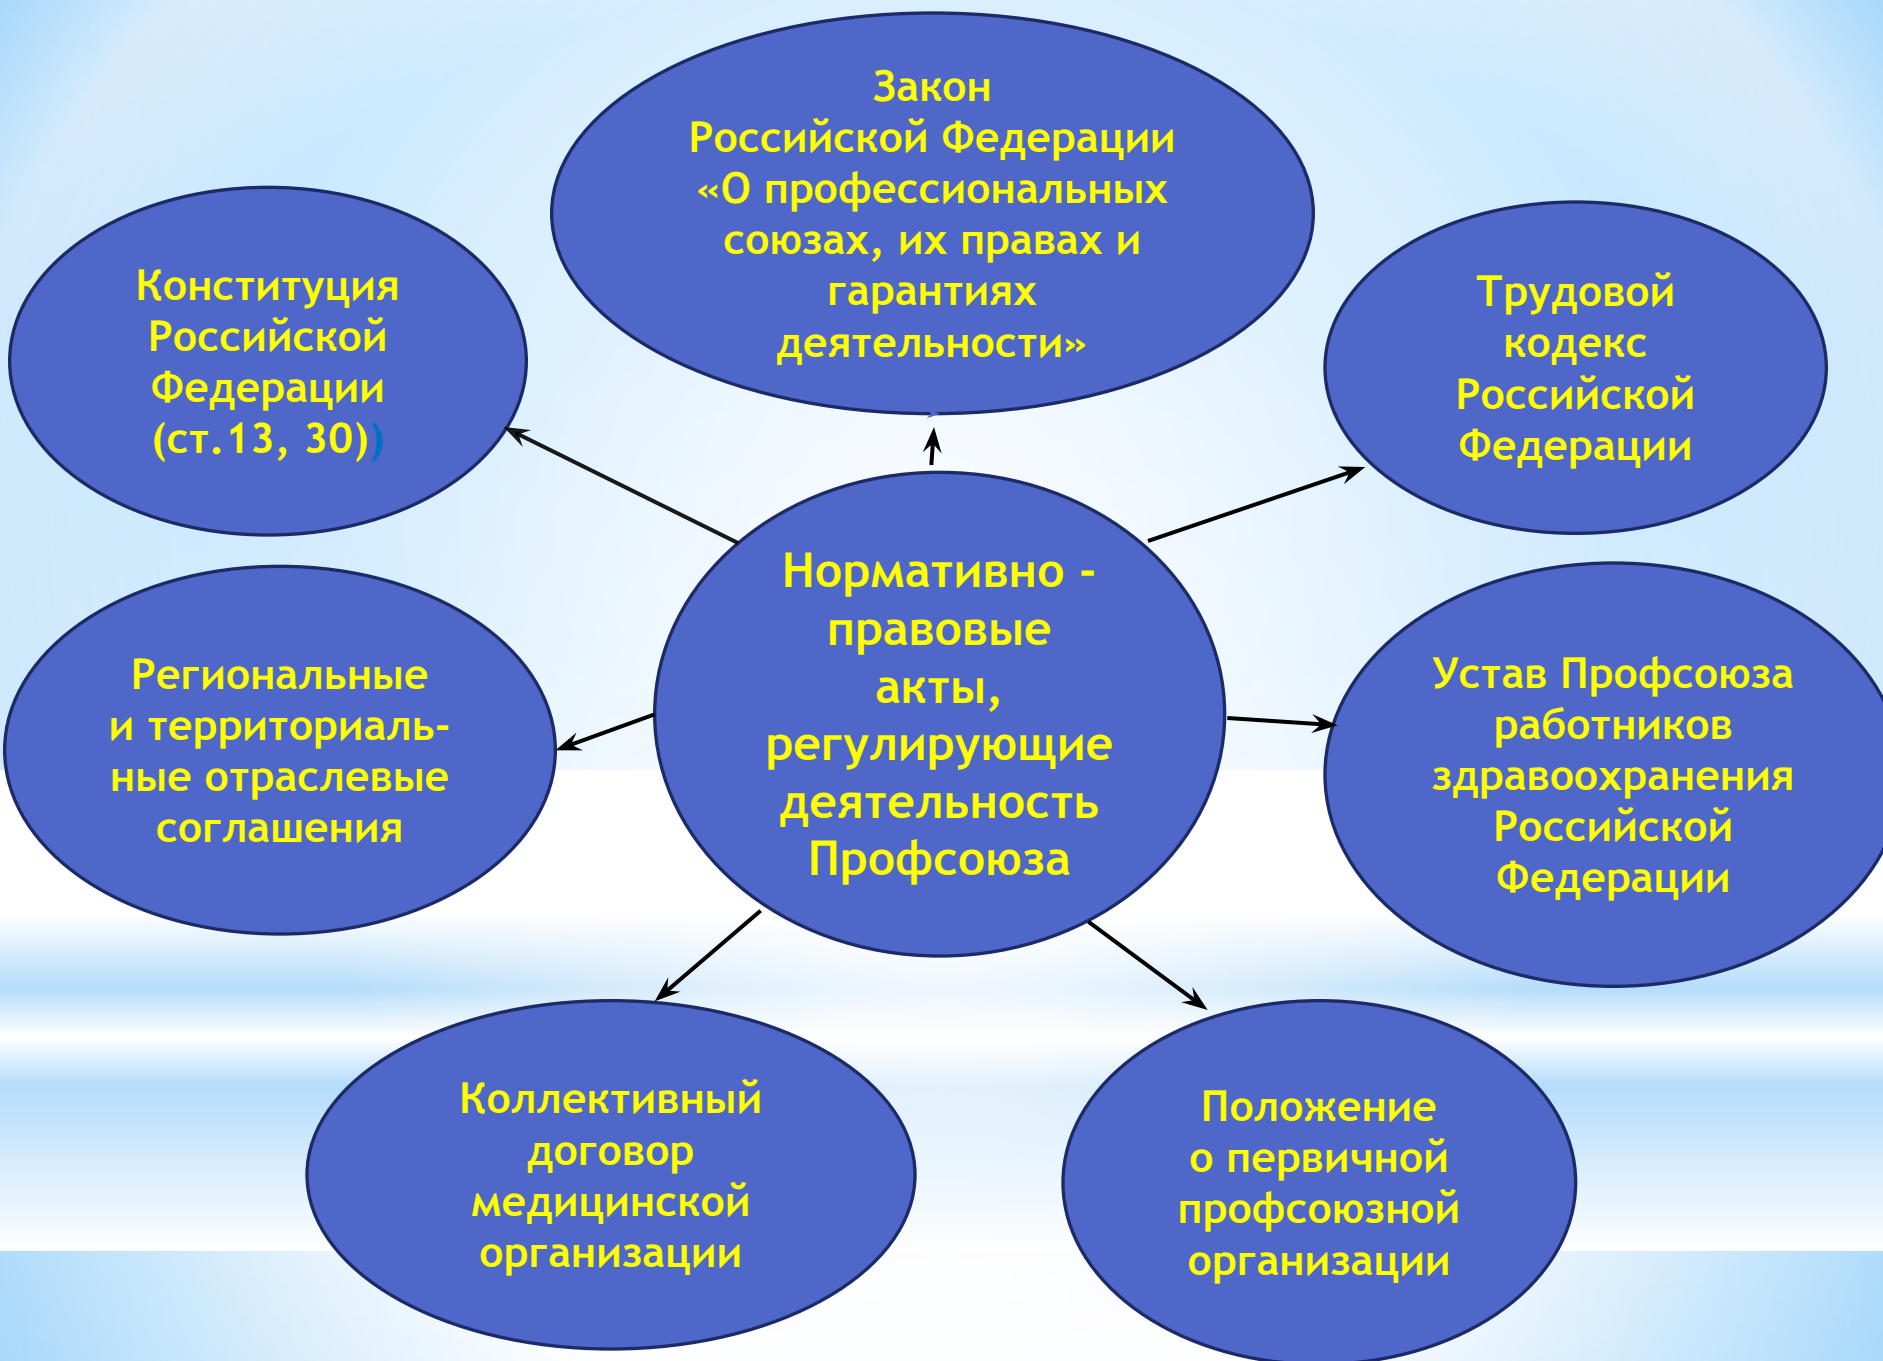 Закон
Российской Федерации
«О профессиональных
союзах, их правах и
гарантиях
деятельности»
Конституция
Российской
Федерации
(ст.13, 30))
Трудовой
кодекс
Российской
Федерации
Нормативно -
правовые
акты,
регулирующие
деятельность
Профсоюза
Региональные
и территориаль-
ные отраслевые
соглашения
Устав Профсоюза
работников
здравоохранения
Российской
Федерации
Коллективный
договор
медицинской
организации
Положение
о первичной
профсоюзной
организации